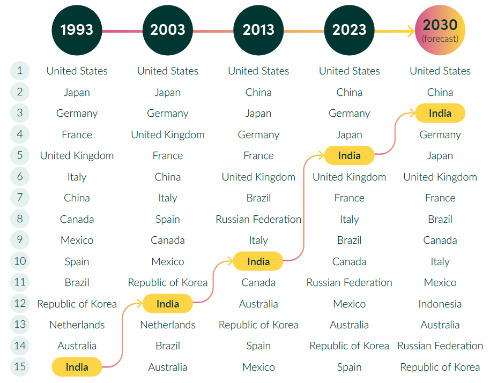 1993 2003 2013 2023 2030
(forecast)
1 United States United States United States United States United States
2 Japan Japan China China China
3 Germany Germany Japan Germany India
4 France United Kingdom Germany Japan Germany
5 United Kingdom France France India Japan
6 Italy China United Kingdom United Kingdom United Kingdom
7 China Italy Brazil France France
8 Canada Spain Russian Federation Italy Brazil
9 Mexico Canada Italy Brazil Canada
10 Spain Mexico India Canada Italy
11 Brazil Republic of Korea Canada Russian Federation Mexico
12 Republic of Korea India Australia Mexico Indonesia
13 Netherlands Netherlands Republic of Korea Australia Australia
14 Australia Brazil Spain Republic of Korea Russian Federation
15 India Australia Mexico Spain Republic of Korea